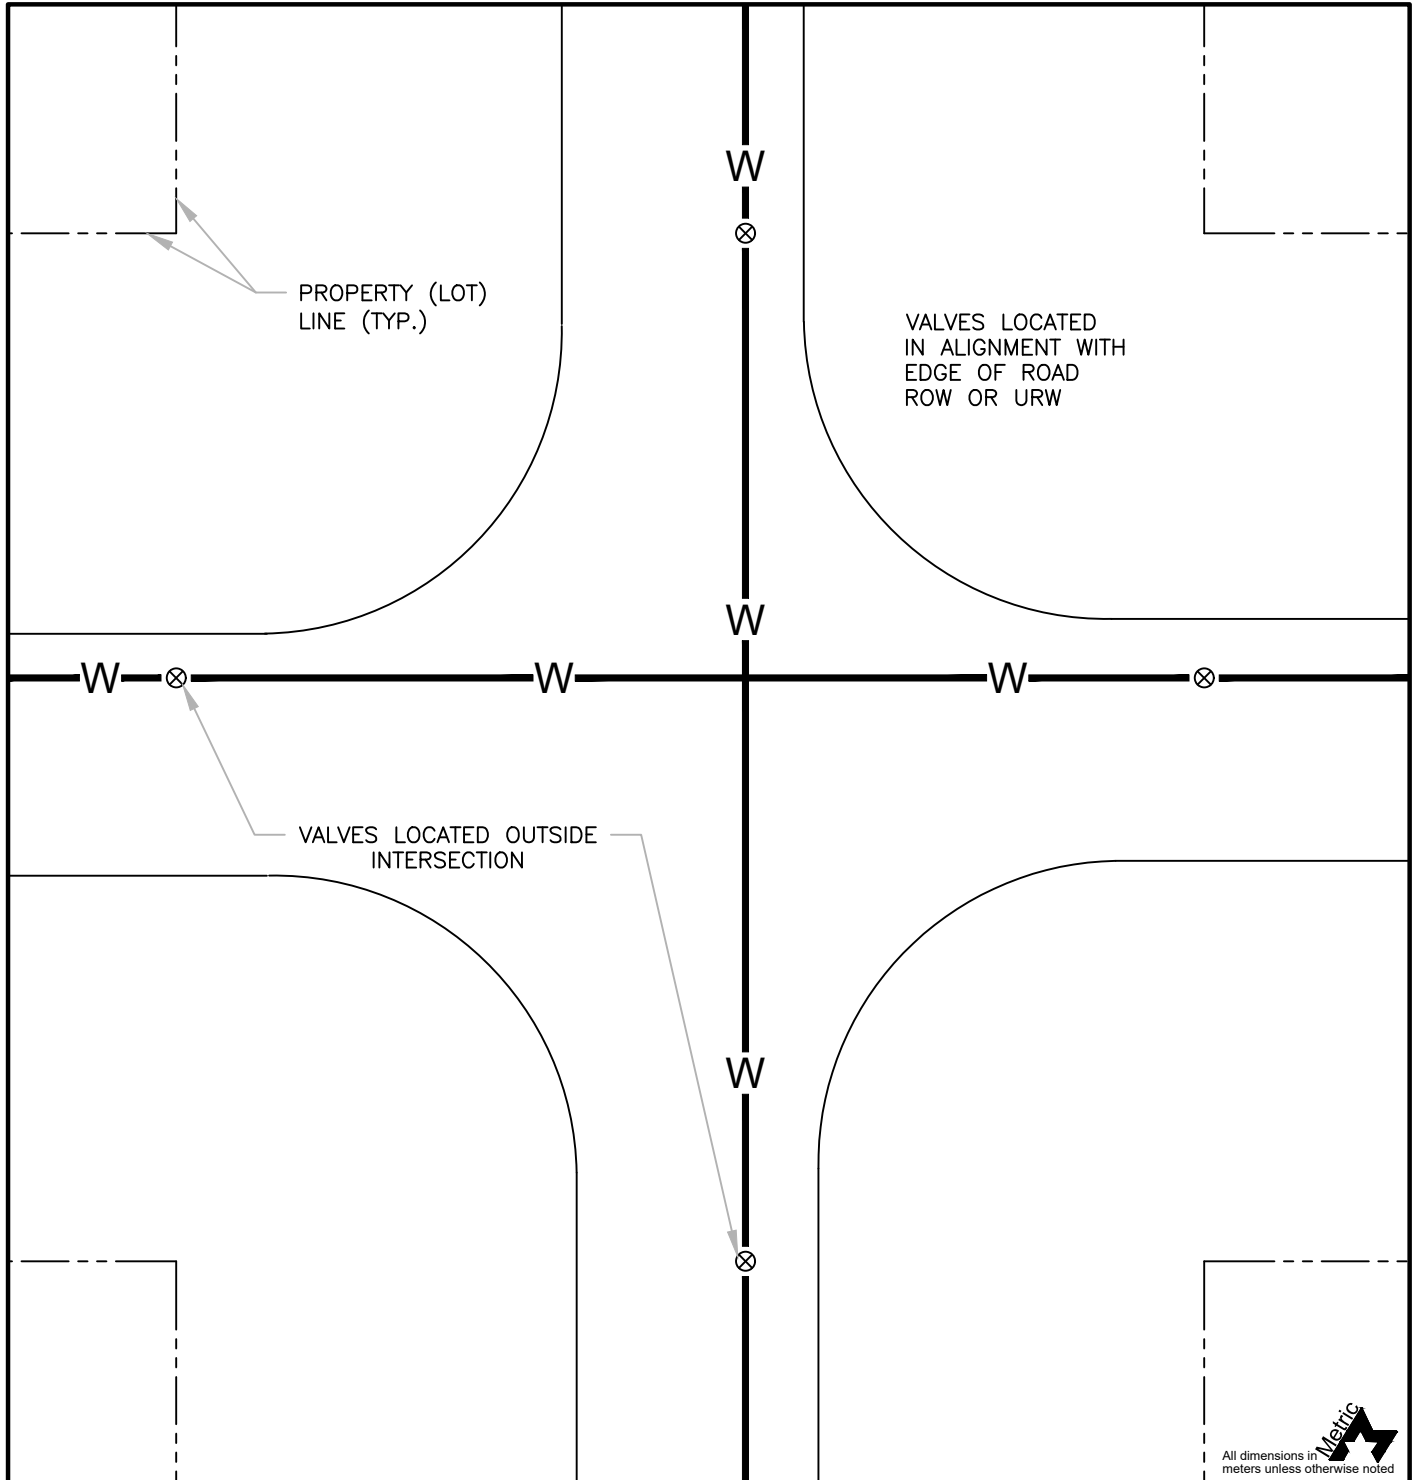 W
PROPERTY (LOT)
LINE (TYP.)
VALVES LOCATED
IN ALIGNMENT WITH
EDGE OF ROAD
ROW OR URW
W
W
W
W
VALVES LOCATED OUTSIDE
INTERSECTION
W
Metric
All dimensions in
meters unless otherwise noted